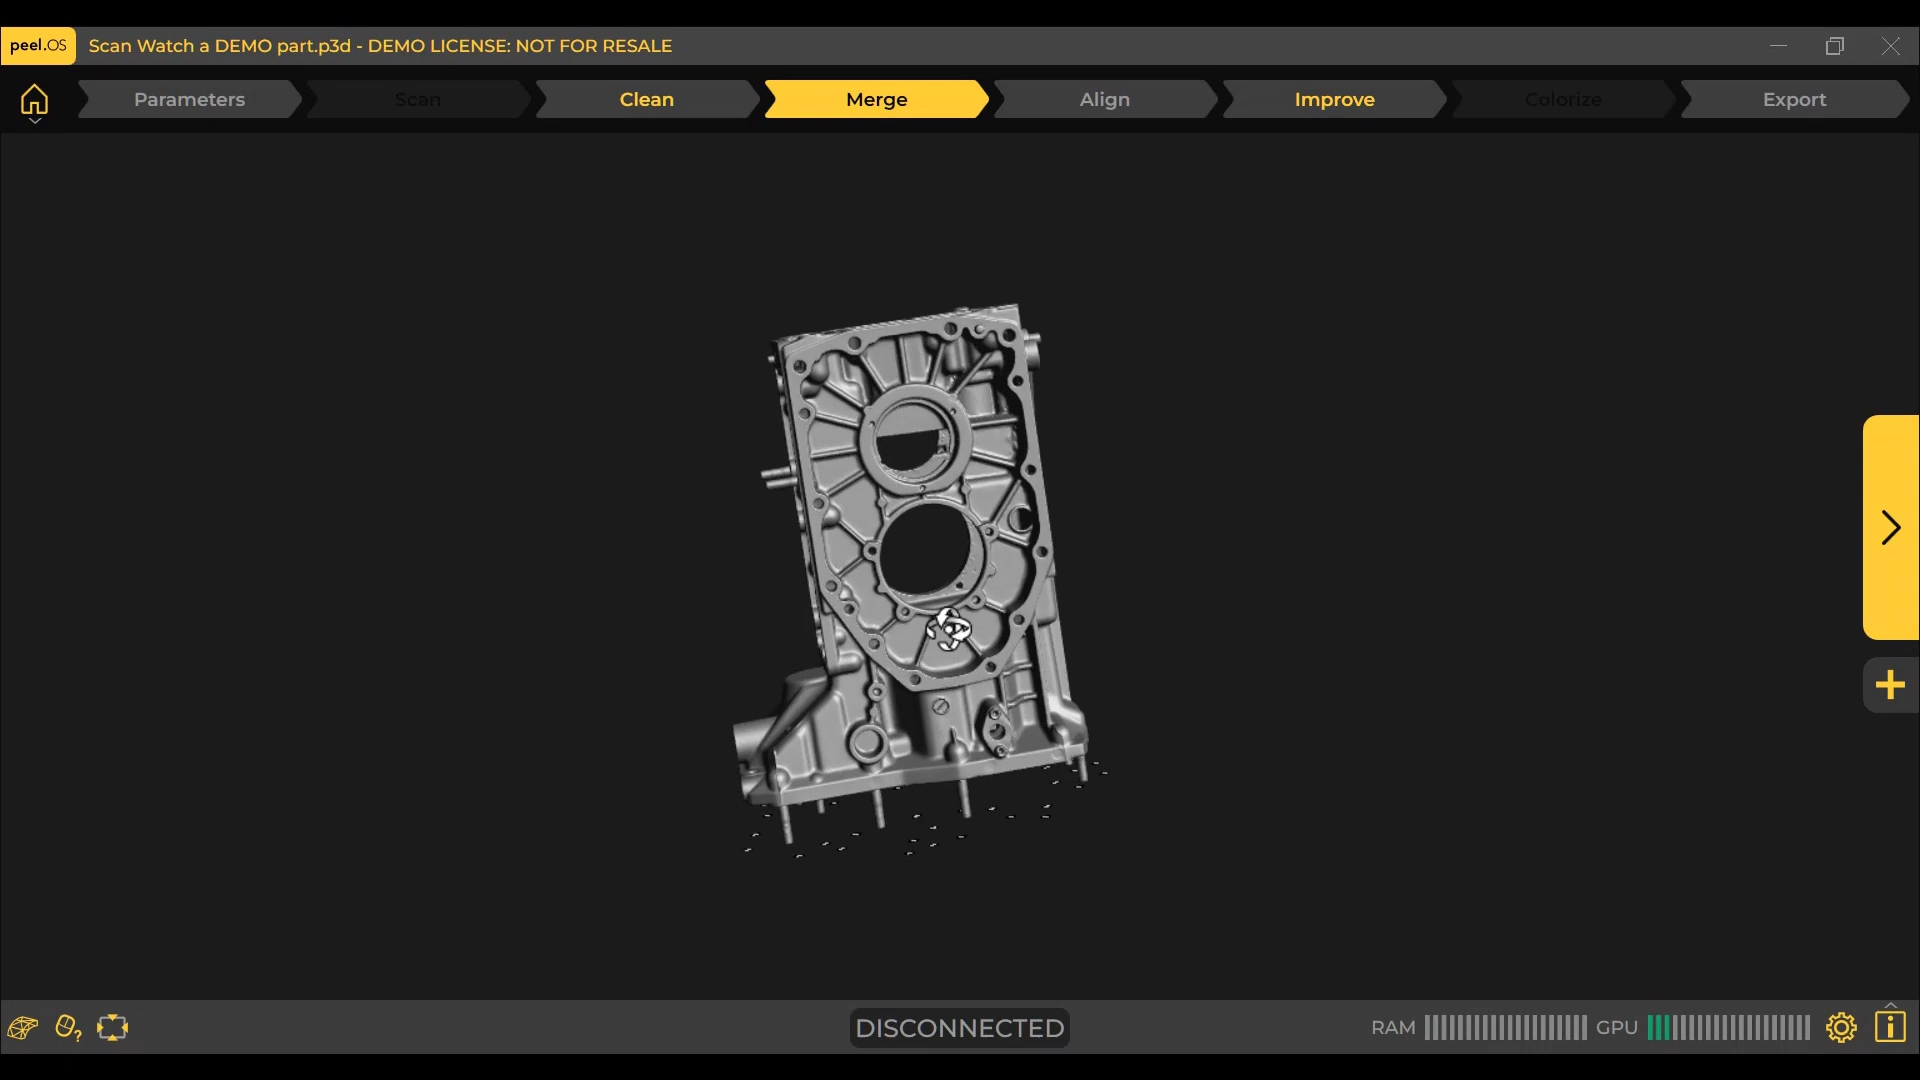 peel.OS Scan Watch a DEMO part.p3d - DEMO LICENSE: NOT FOR RESALE
Parameters Scan Clean Merge Align Improve Colorize Export
DISCONNECTED RAM GPU